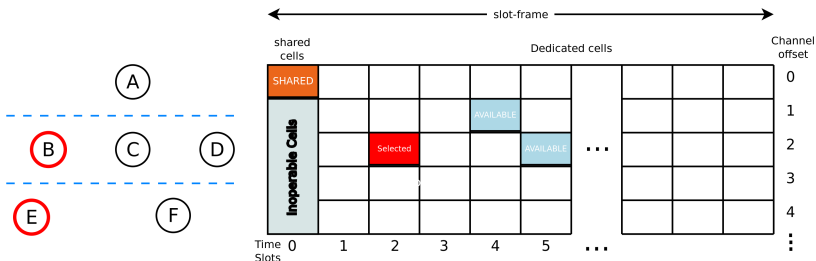 slot-frame
shared
cells
Dedicated cells
Channel
offset
A
SHARED
0
AVAILABLE
1
B
C
D
Inoperable Cells
Selected
AVAILABLE
...
2
3
E
F
4
Time
Slots
0
1
2
3
4
5
...
⋮